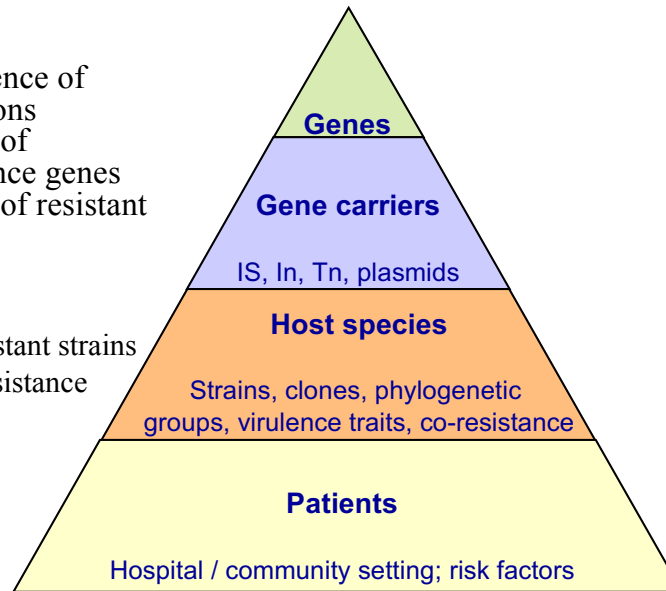 ence of
ons
of
nce genes
of resistant
stant strains
sistance
Genes
Gene carriers
IS, In, Tn, plasmids
Host species
Strains, clones, phylogenetic
groups, virulence traits, co-resistance
Patients
Hospital / community setting; risk factors